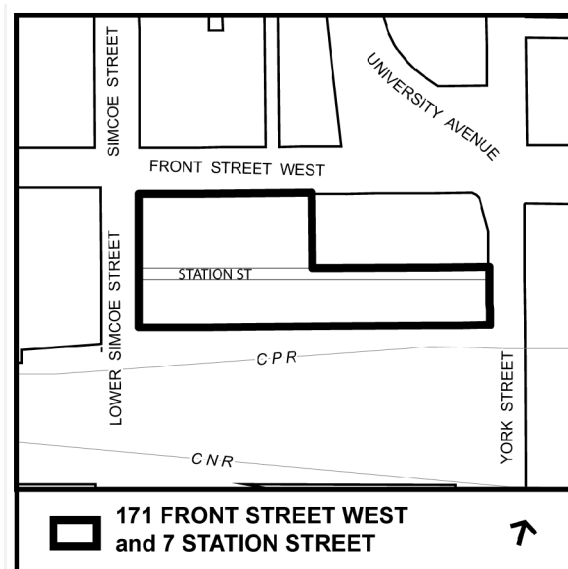 SIMCOE STREET
UNIVERSITY AVENUE
FRONT STREET WEST
STATION ST
LOWER SIMCOE STREET
CPR
YORK STREET
CNR
171 FRONT STREET WEST
and 7 STATION STREET